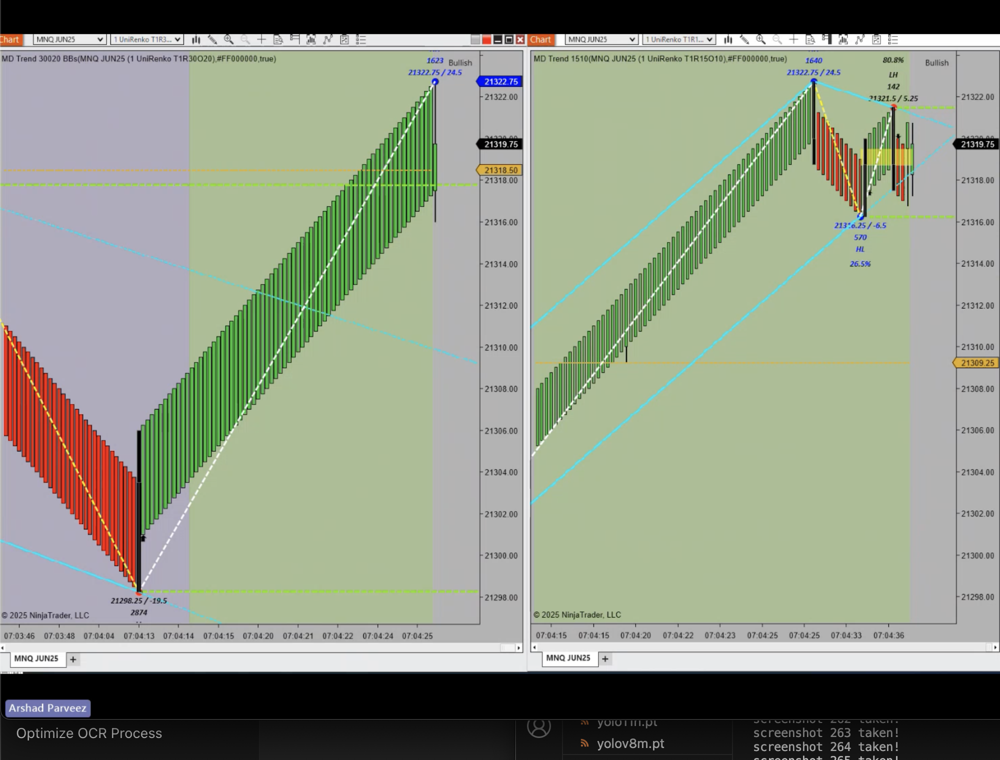 Chart
MNQ JUN25
1 UniRenko T1R3...
Chart
MNQ JUN25
1 UniRenko T1R1...
MD Trend 30020 BBs(MNQ JUN25 (1 UniRenko T1R30O20),#FF000000,true)
1623
Bullish
21322.75 / 24.5
21322.75
21322.00
21319.75
21318.50
21318.00
21316.00
21314.00
21312.00
21310.00
21308.00
21306.00
21304.00
21302.00
21300.00
21298.00
21298.25 / -19.5
2874
© 2025 NinjaTrader, LLC
07:03:46 07:03:48 07:04:04 07:04:13 07:04:14 07:04:15 07:04:20 07:04:21 07:04:22 07:04:24 07:04:25
MNQ JUN25 +
MD Trend 1510(MNQ JUN25 (1 UniRenko T1R15O10),#FF000000,true)
1640
21322.75 / 24.5
80.8%
Bullish
LH
142
21321.5 / 5.25
21322.00
21319.75
21318.00
21316.00
21314.00
21312.00
21310.00
21309.25
21308.00
21306.00
21304.00
21302.00
21300.00
21298.00
21316.25 / -6.5
570
HL
26.5%
© 2025 NinjaTrader, LLC
07:04:15 07:04:15 07:04:20 07:04:22 07:04:23 07:04:25 07:04:33 07:04:36
MNQ JUN25 +
Arshad Parveez
Optimize OCR Process
yolo11n.pt
yolov8m.pt
screenshot 262 taken!
screenshot 263 taken!
screenshot 264 taken!
screenshot 265 taken!